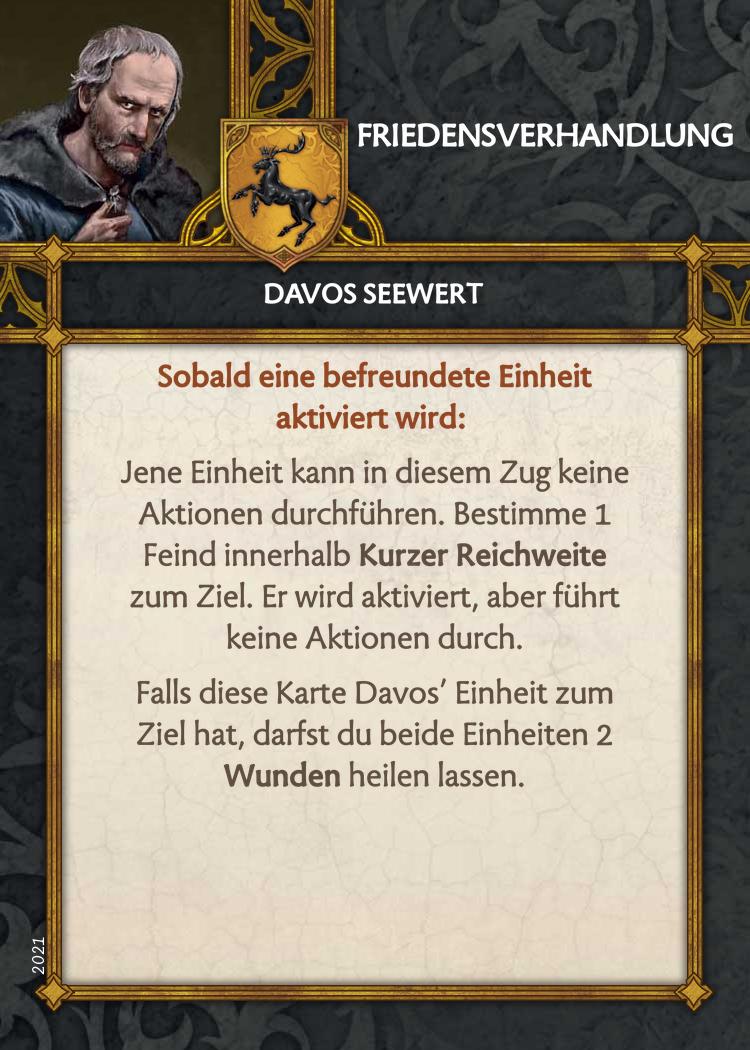 FRIEDENSVERHANDLUNG
DAVOS SEEWERT
Sobald eine befreundete Einheit
aktiviert wird:
Jene Einheit kann in diesem Zug keine
Aktionen durchführen. Bestimme 1
Feind innerhalb Kurzer Reichweite
zum Ziel. Er wird aktiviert, aber führt
keine Aktionen durch.
Falls diese Karte Davos’ Einheit zum
Ziel hat, darfst du beide Einheiten 2
Wunden heilen lassen.
2021